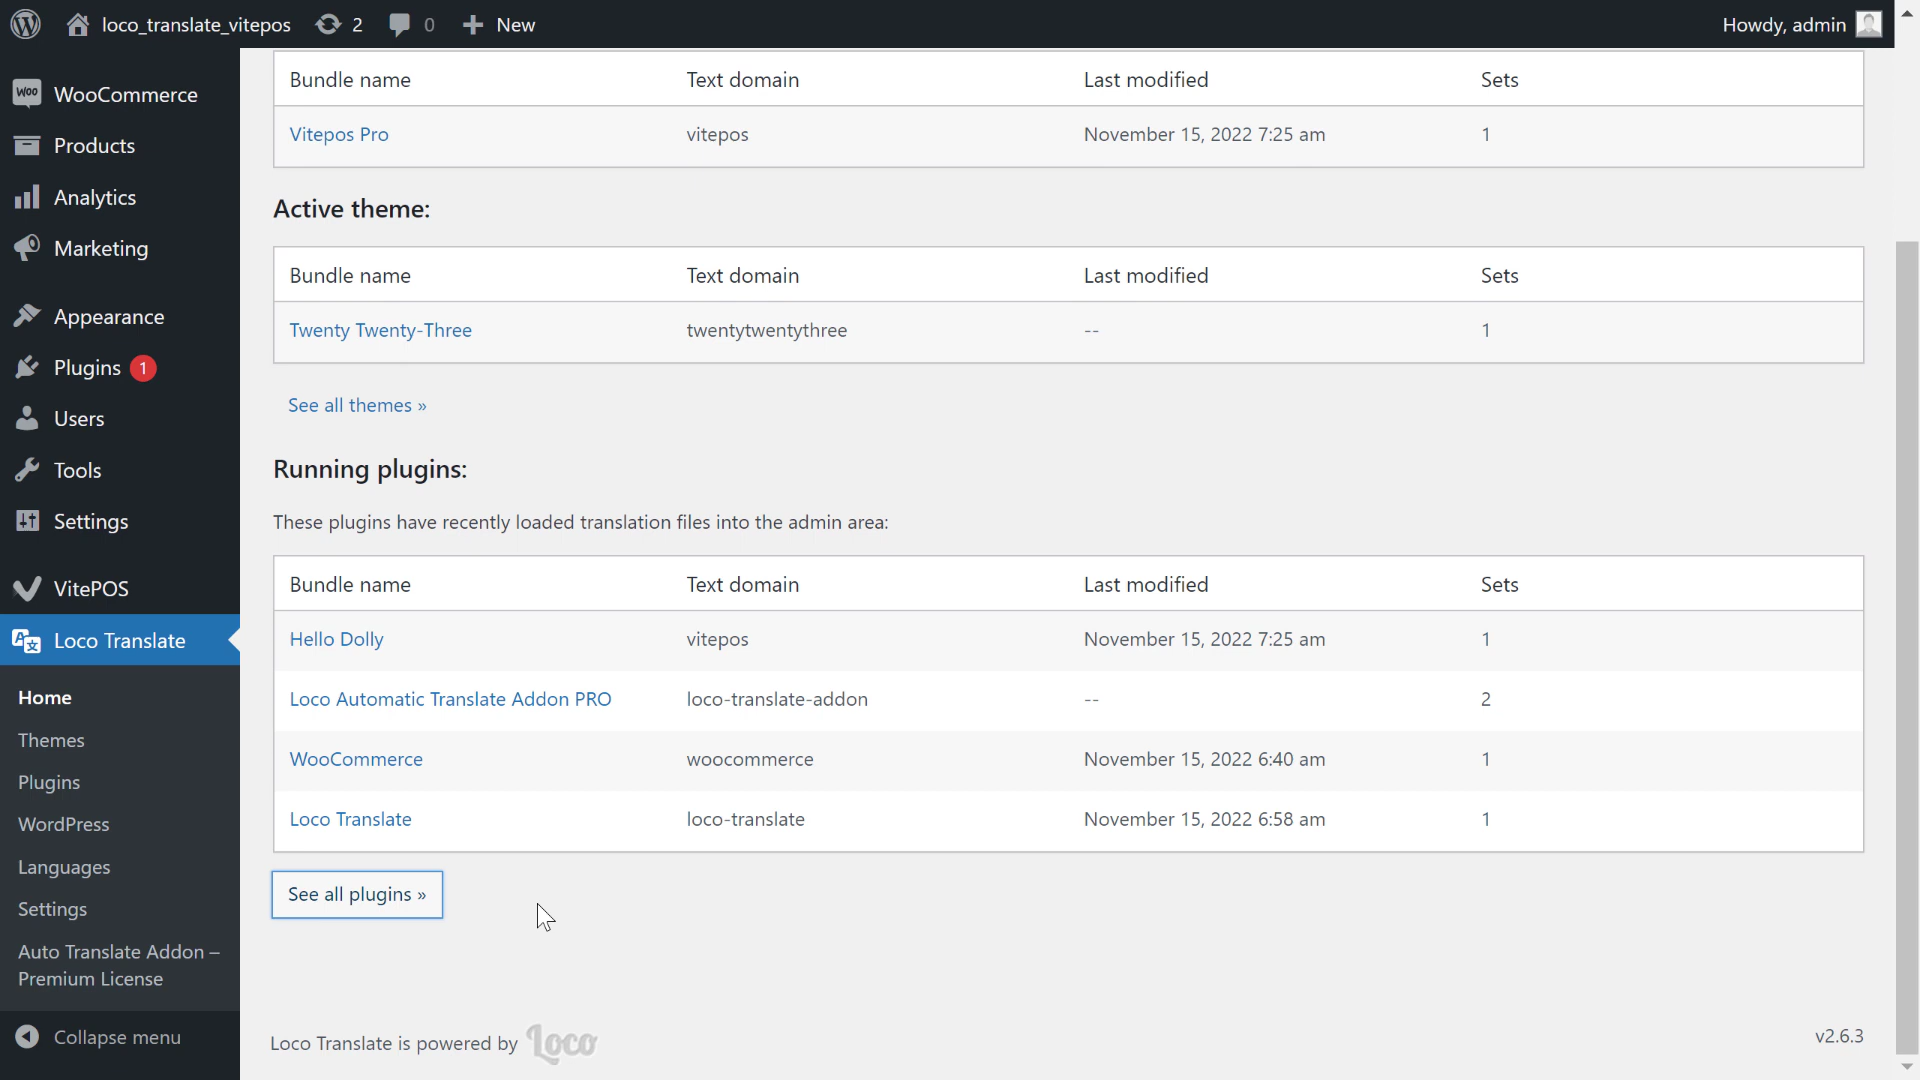 loco_translate_vitepos 2 0 New Howdy, admin
WooCommerce
Products
Analytics
Marketing
Appearance
Plugins 1
Users
Tools
Settings
VitePOS
Loco Translate
Home
Themes
Plugins
WordPress
Languages
Settings
Auto Translate Addon –
Premium License
Collapse menu
Bundle name Text domain Last modified Sets
Vitepos Pro vitepos November 15, 2022 7:25 am 1
Active theme:
Bundle name Text domain Last modified Sets
Twenty Twenty-Three twentytwentythree -- 1
See all themes »
Running plugins:
These plugins have recently loaded translation files into the admin area:
Bundle name Text domain Last modified Sets
Hello Dolly vitepos November 15, 2022 7:25 am 1
Loco Automatic Translate Addon PRO loco-translate-addon -- 2
WooCommerce woocommerce November 15, 2022 6:40 am 1
Loco Translate loco-translate November 15, 2022 6:58 am 1
See all plugins »
Loco Translate is powered by Loco v2.6.3